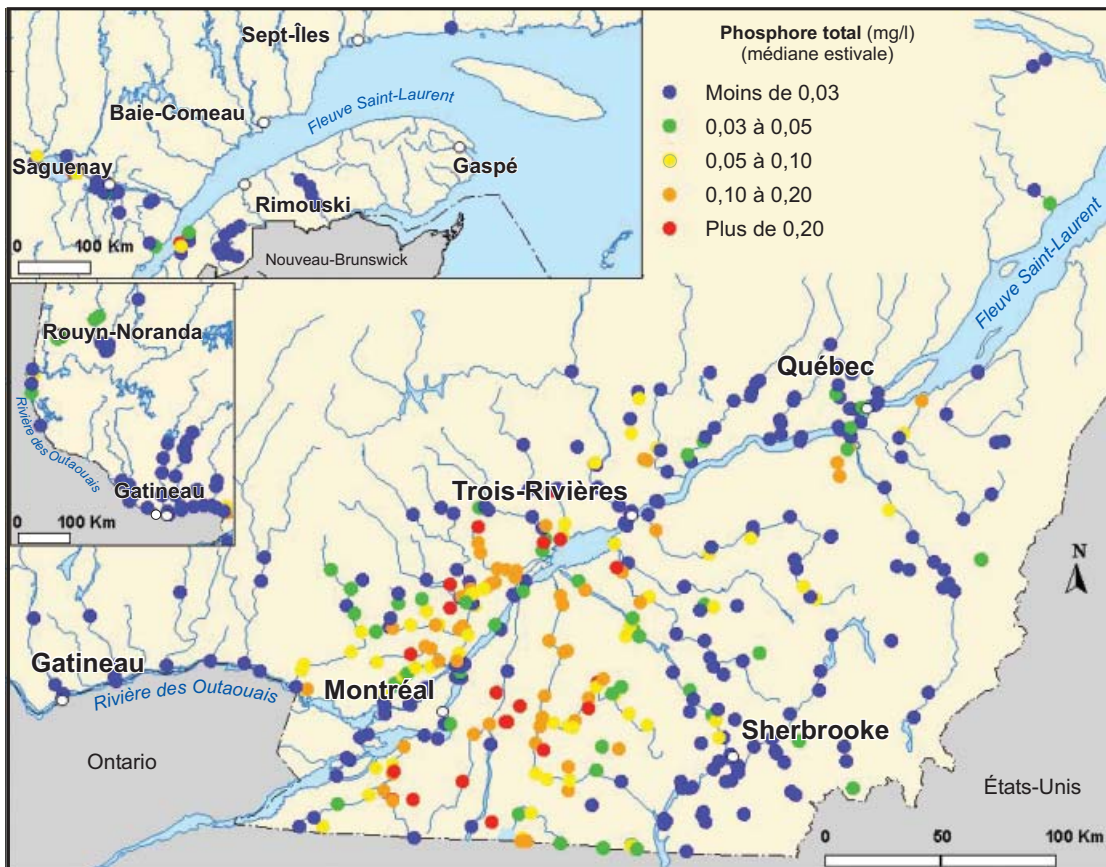 Sept-Îles
Baie-Comeau
Fleuve Saint-Laurent
Saguenay
Gaspé
Rimouski
0 100 Km
Nouveau-Brunswick
Phosphore total (mg/l)
(médiane estivale)
Moins de 0,03
0,03 à 0,05
0,05 à 0,10
0,10 à 0,20
Plus de 0,20
Rouyn-Noranda
Rivière des Outaouais
Gatineau
0 100 Km
Fleuve Saint-Laurent
Québec
Trois-Rivières
N
Gatineau
Rivière des Outaouais
Montréal
Sherbrooke
Ontario
États-Unis
0 50 100 Km